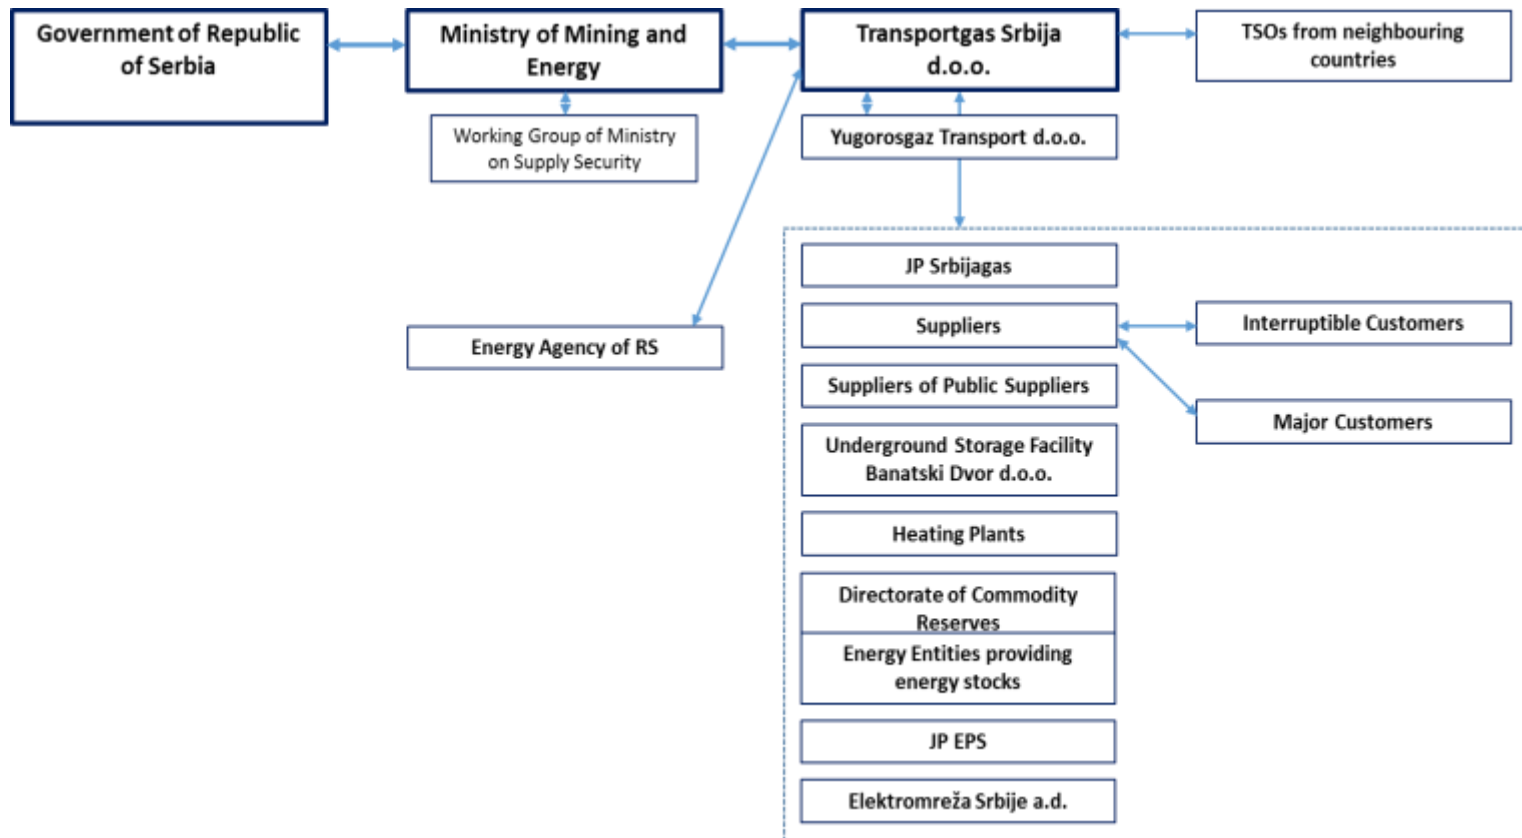 Government of Republic
of Serbia
Ministry of Mining and
Energy
Transportgas Srbija
d.o.o.
TSOs from neighbouring
countries
Working Group of Ministry
on Supply Security
Yugorosgaz Transport d.o.o.
JP Srbijagas
Energy Agency of RS
Suppliers
Interruptible Customers
Suppliers of Public Suppliers
Major Customers
Underground Storage Facility
Banatski Dvor d.o.o.
Heating Plants
Directorate of Commodity
Reserves
Energy Entities providing
energy stocks
JP EPS
Elektromreža Srbije a.d.